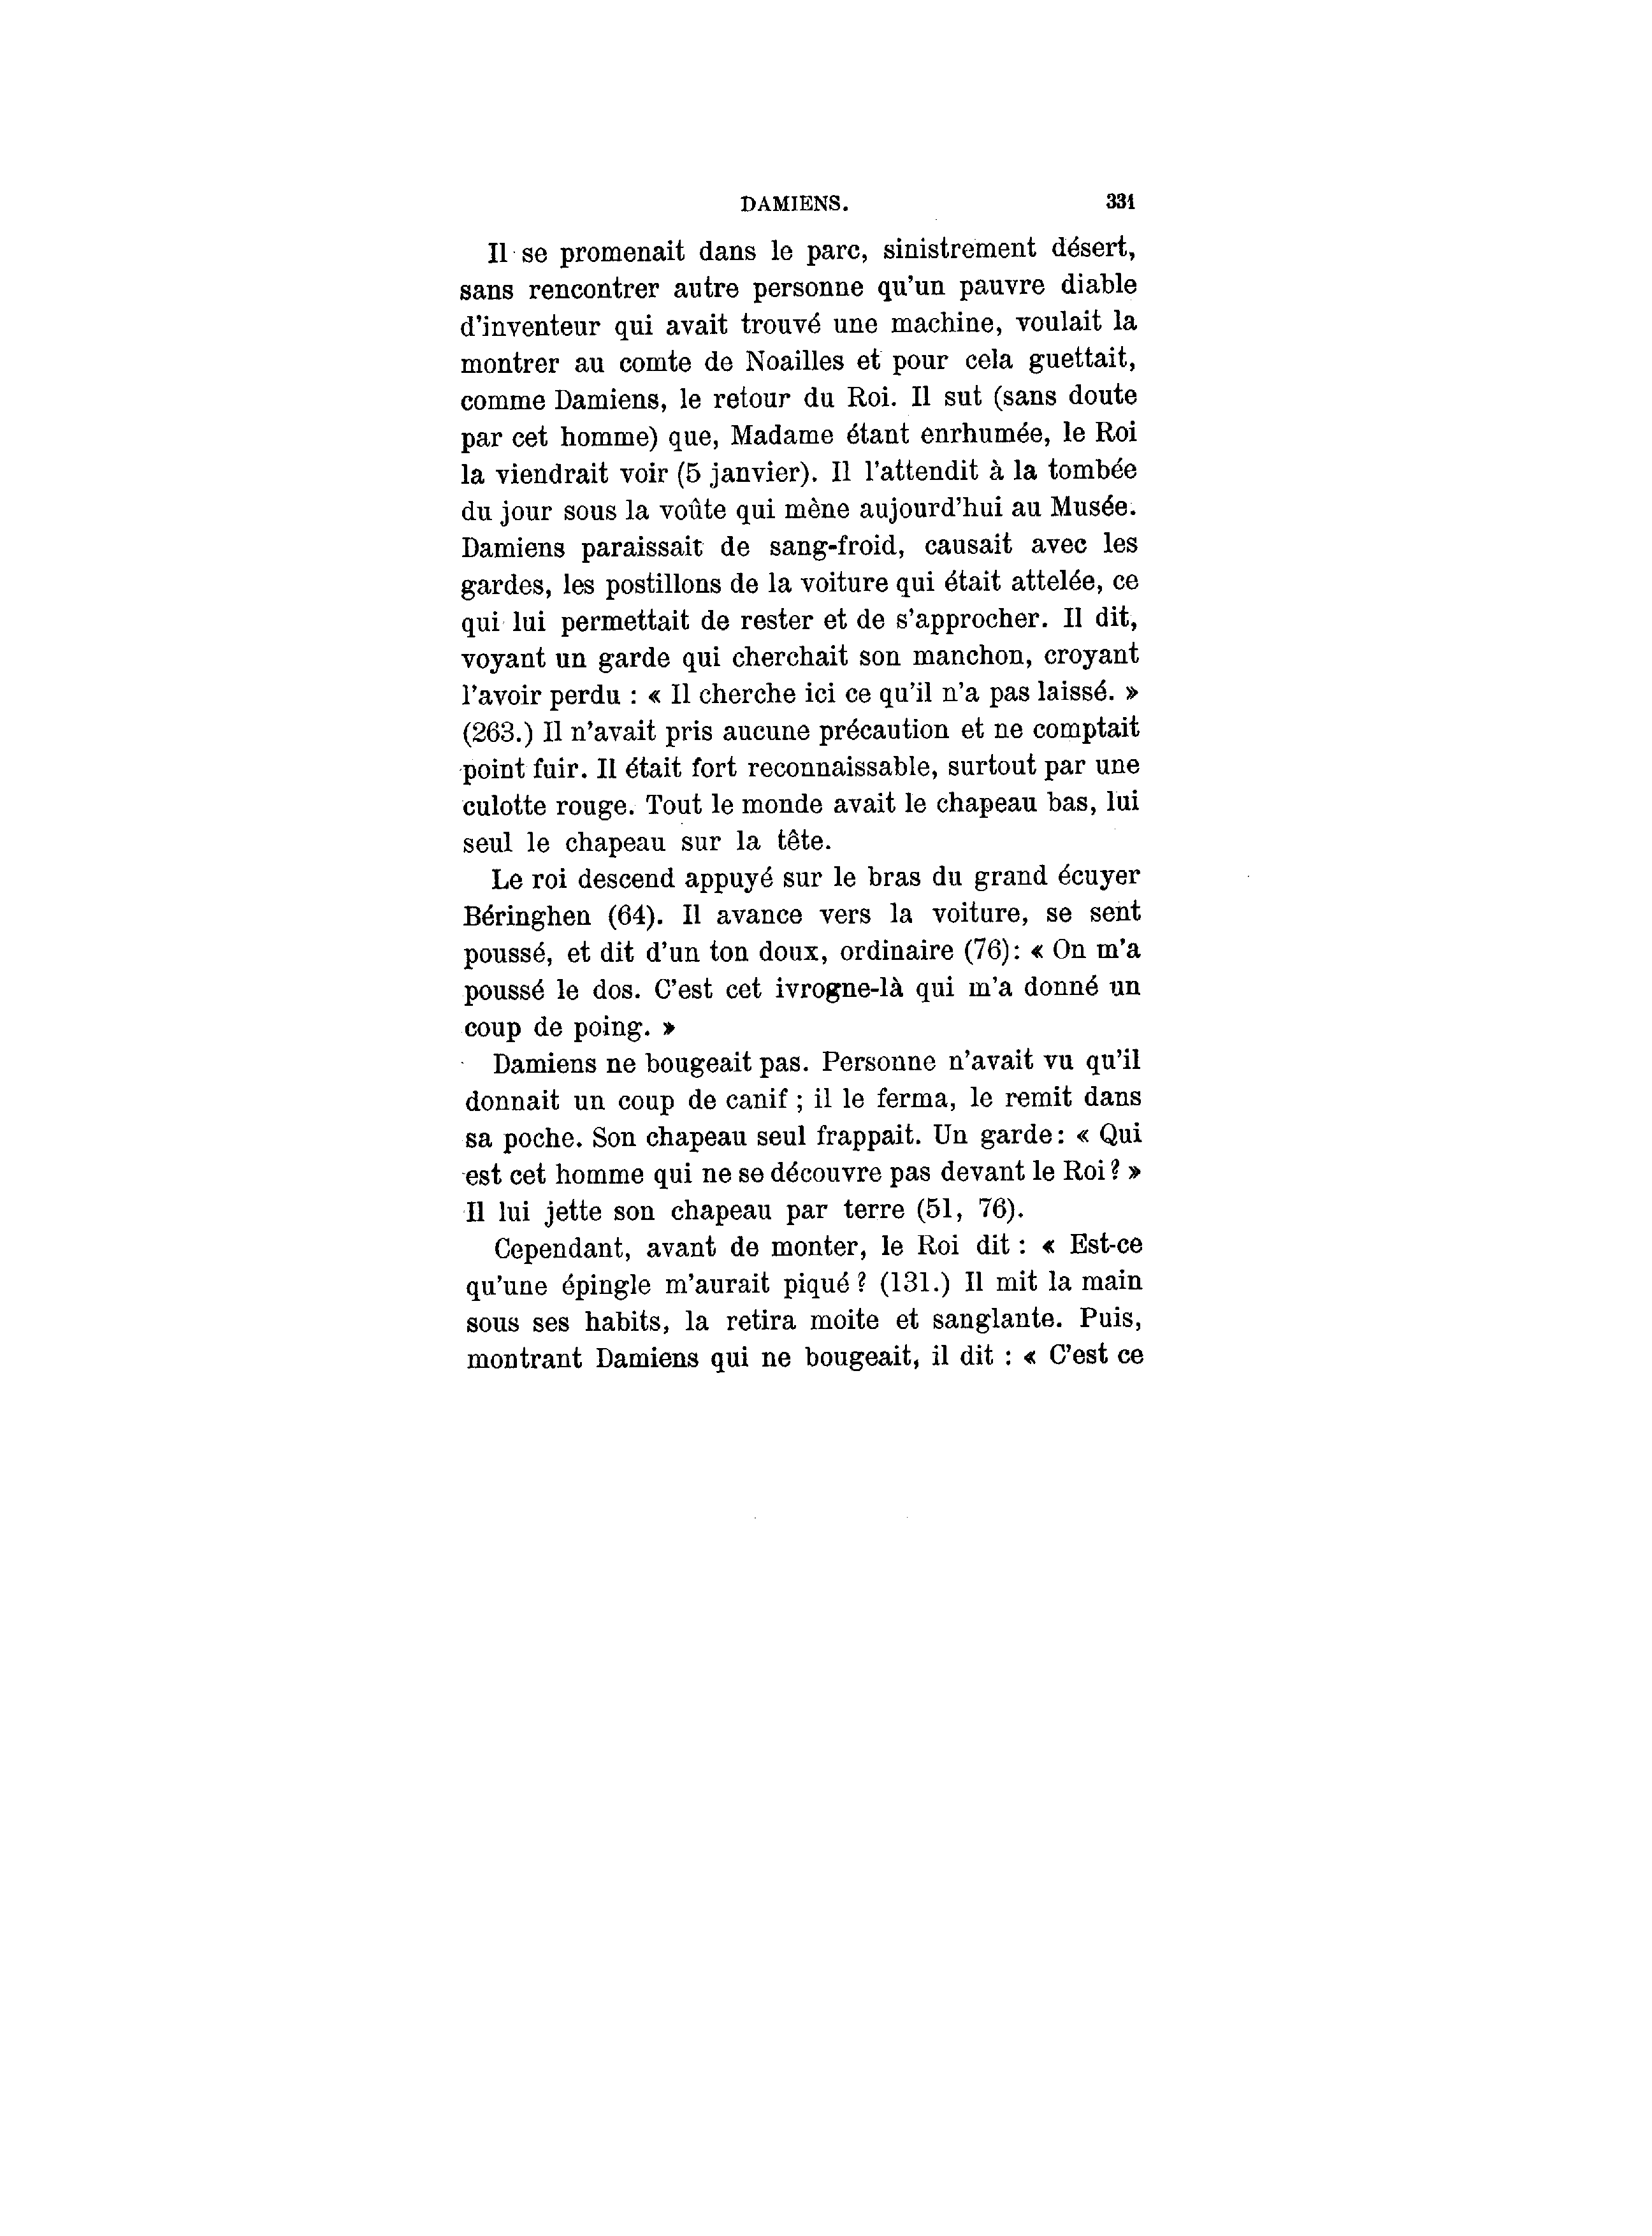 DAMIENS. 331
Il se promenait dans le parc, sinistrement désert,
sans rencontrer autre personne qu'un pauvre diable
d'inventeur qui avait trouvé une machine, voulait la
montrer au comte de Noailles et pour cela guettait,
comme Damiens, le retour du Roi. Il sut (sans doute
par cet homme) que, Madame étant enrhumée, le Roi
la viendrait voir (5 janvier). Il l'attendit à la tombée
du jour sous la voûte qui mène aujourd'hui au Musée.
Damiens paraissait de sang-froid, causait avec les
gardes, les postillons de la voiture qui était attelée, ce
qui lui permettait de rester et de s'approcher. Il dit,
voyant un garde qui cherchait son manchon, croyant
l'avoir perdu : « Il cherche ici ce qu'il n'a pas laissé. »
(263.) Il n'avait pris aucune précaution et ne comptait
point fuir. Il était fort reconnaissable, surtout par une
culotte rouge. Tout le monde avait le chapeau bas, lui
seul le chapeau sur la tête.
Le roi descend appuyé sur le bras du grand écuyer
Béringhen (64). Il avance vers la voiture, se sent
poussé, et dit d'un ton doux, ordinaire (76): « On m'a
poussé le dos. C'est cet ivrogne-là qui m'a donné un
coup de poing. »
Damiens ne bougeait pas. Personne n'avait vu qu'il
donnait un coup de canif ; il le ferma, le remit dans
sa poche. Son chapeau seul frappait. Un garde: « Qui
est cet homme qui ne se découvre pas devant le Roi? »
Il lui jette son chapeau par terre (51, 76).
Cependant, avant de monter, le Roi dit : « Est-ce
qu'une épingle m'aurait piqué ? (131.) Il mit la main
sous ses habits, la retira moite et sanglante. Puis,
montrant Damiens qui ne bougeait, il dit : « C'est ce